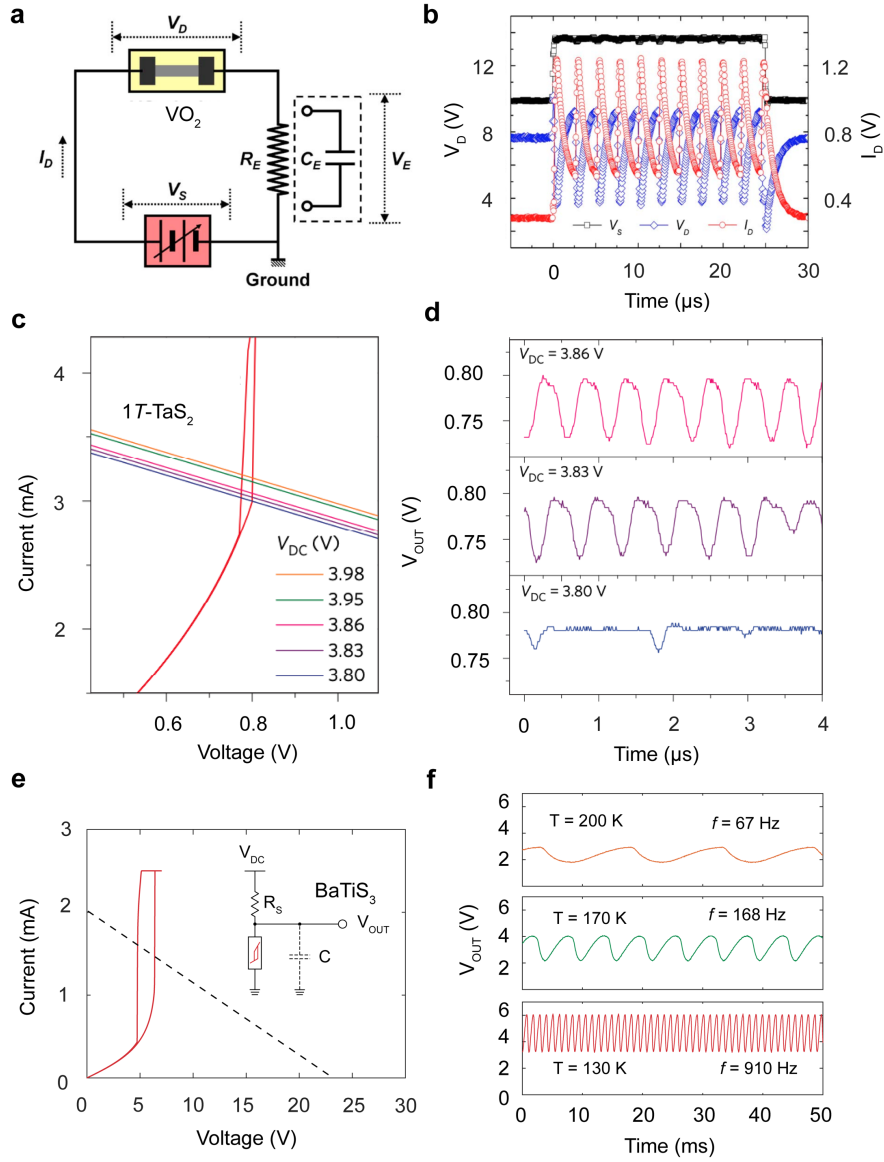 a
V_D
VO₂
I_D
R_E
C_E
V_E
V_S
Ground
b
12
8
4
V_D (V)
1.2
0.8
0.4
I_D (V)
V_S
V_D
I_D
0
10
20
30
Time (µs)
c
4
3
2
Current (mA)
1T-TaS₂
V_DC (V)
3.98
3.95
3.86
3.83
3.80
0.6
0.8
1.0
Voltage (V)
d
V_DC = 3.86 V
0.80
0.75
V_DC = 3.83 V
0.80
0.75
V_OUT (V)
V_DC = 3.80 V
0.80
0.75
0
1
2
3
4
Time (µs)
e
3
2
1
0
Current (mA)
V_DC
R_S
BaTiS₃
V_OUT
C
0
5
10
15
20
25
30
Voltage (V)
f
6
4
2
T = 200 K
f = 67 Hz
6
4
2
T = 170 K
f = 168 Hz
V_OUT (V)
6
4
2
0
T = 130 K
f = 910 Hz
0
10
20
30
40
50
Time (ms)